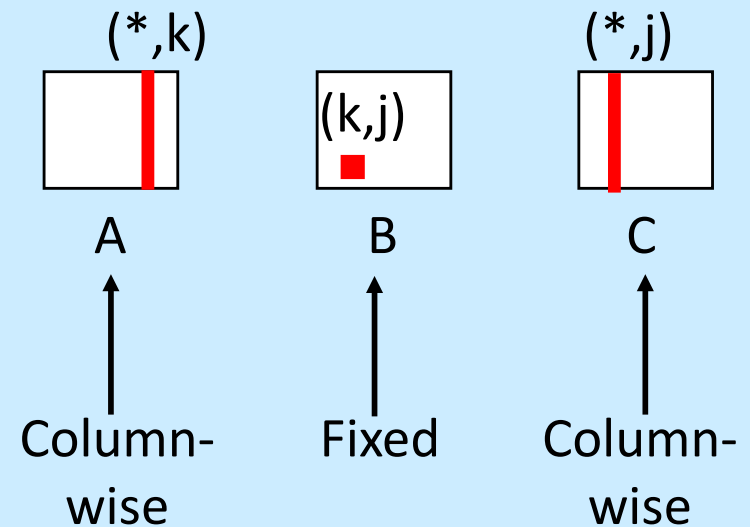 (*,k)
(*,j)
(k,j)
A
B
C
Column-
wise
Fixed
Column-
wise